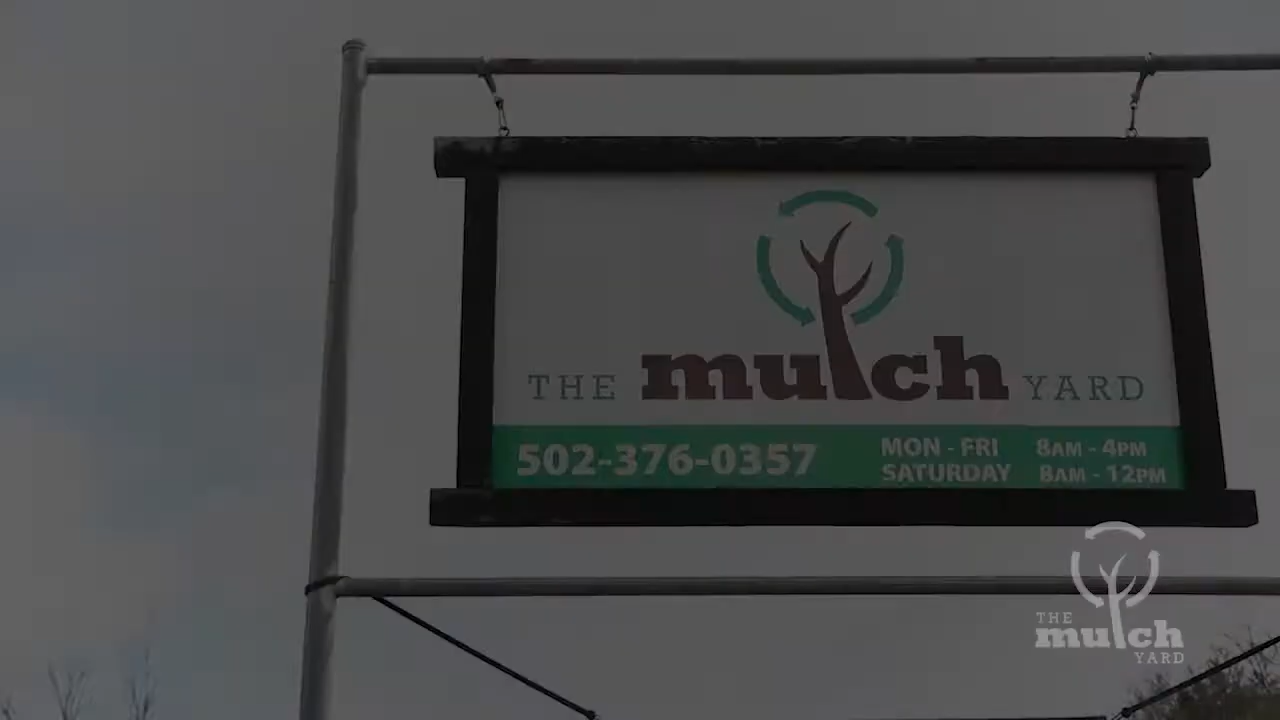 THE mulch YARD
502-376-0357
MON - FRI 8AM - 4PM
SATURDAY 8AM - 12PM
THE
mulch
YARD